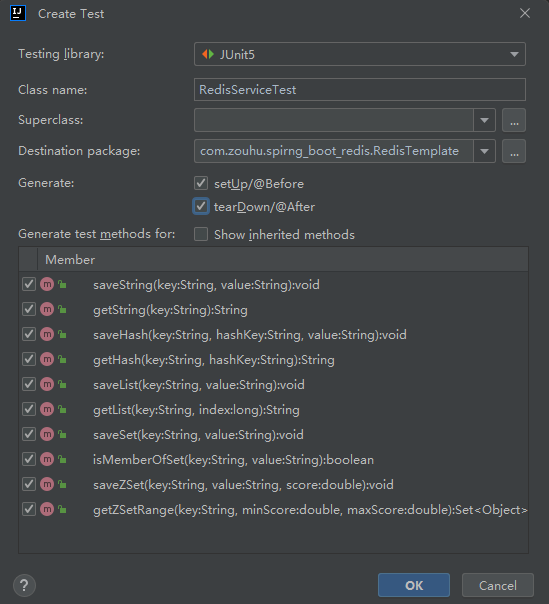 IJ Create Test
Testing library: JUnit5
Class name: RedisServiceTest
Superclass: ...
Destination package: com.zouhu.spirng_boot_redis.RedisTemplate ...
Generate: setUp/@Before
tearDown/@After
Generate test methods for: Show inherited methods
Member
m saveString(key:String, value:String):void
m getString(key:String):String
m saveHash(key:String, hashKey:String, value:String):void
m getHash(key:String, hashKey:String):String
m saveList(key:String, value:String):void
m getList(key:String, index:long):String
m saveSet(key:String, value:String):void
m isMemberOfSet(key:String, value:String):boolean
m saveZSet(key:String, value:String, score:double):void
m getZSetRange(key:String, minScore:double, maxScore:double):Set<Object>
? OK Cancel